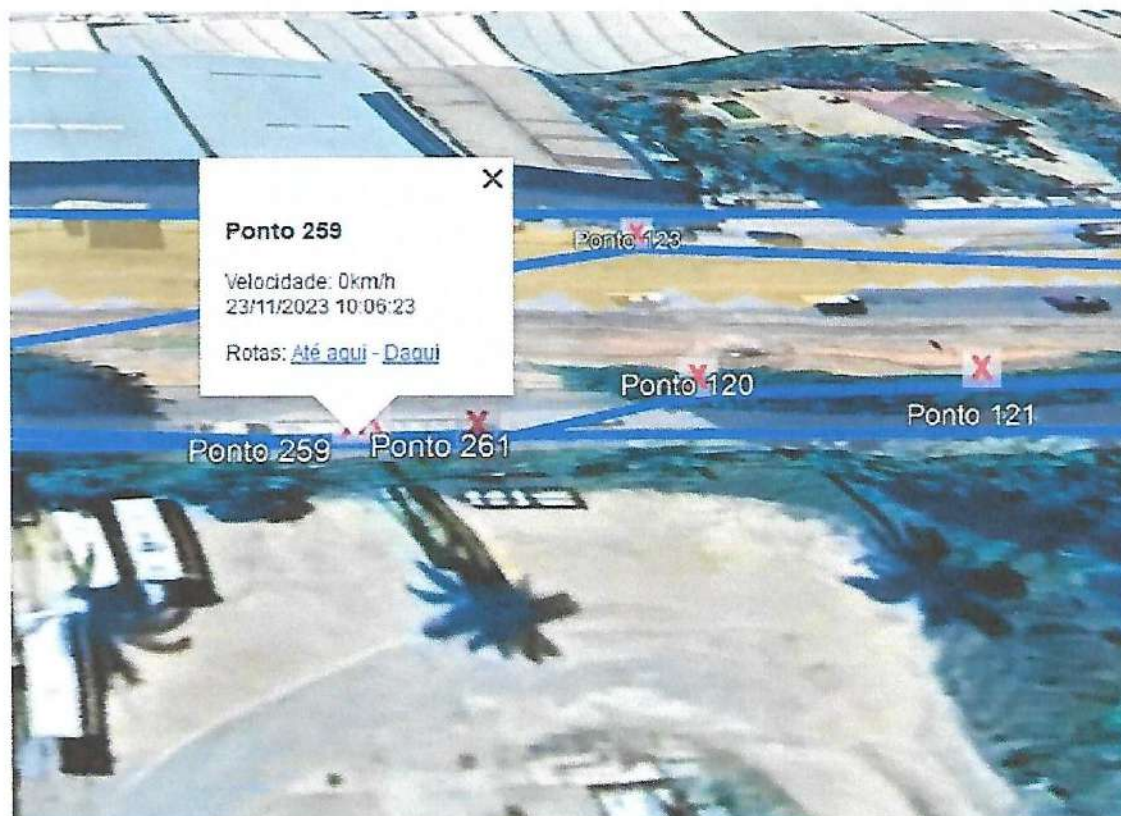 Ponto 259
Velocidade: 0km/h
23/11/2023 10:06:23
Rotas: Até aqui - Daqui
Ponto 123
Ponto 120
Ponto 121
Ponto 259
Ponto 261